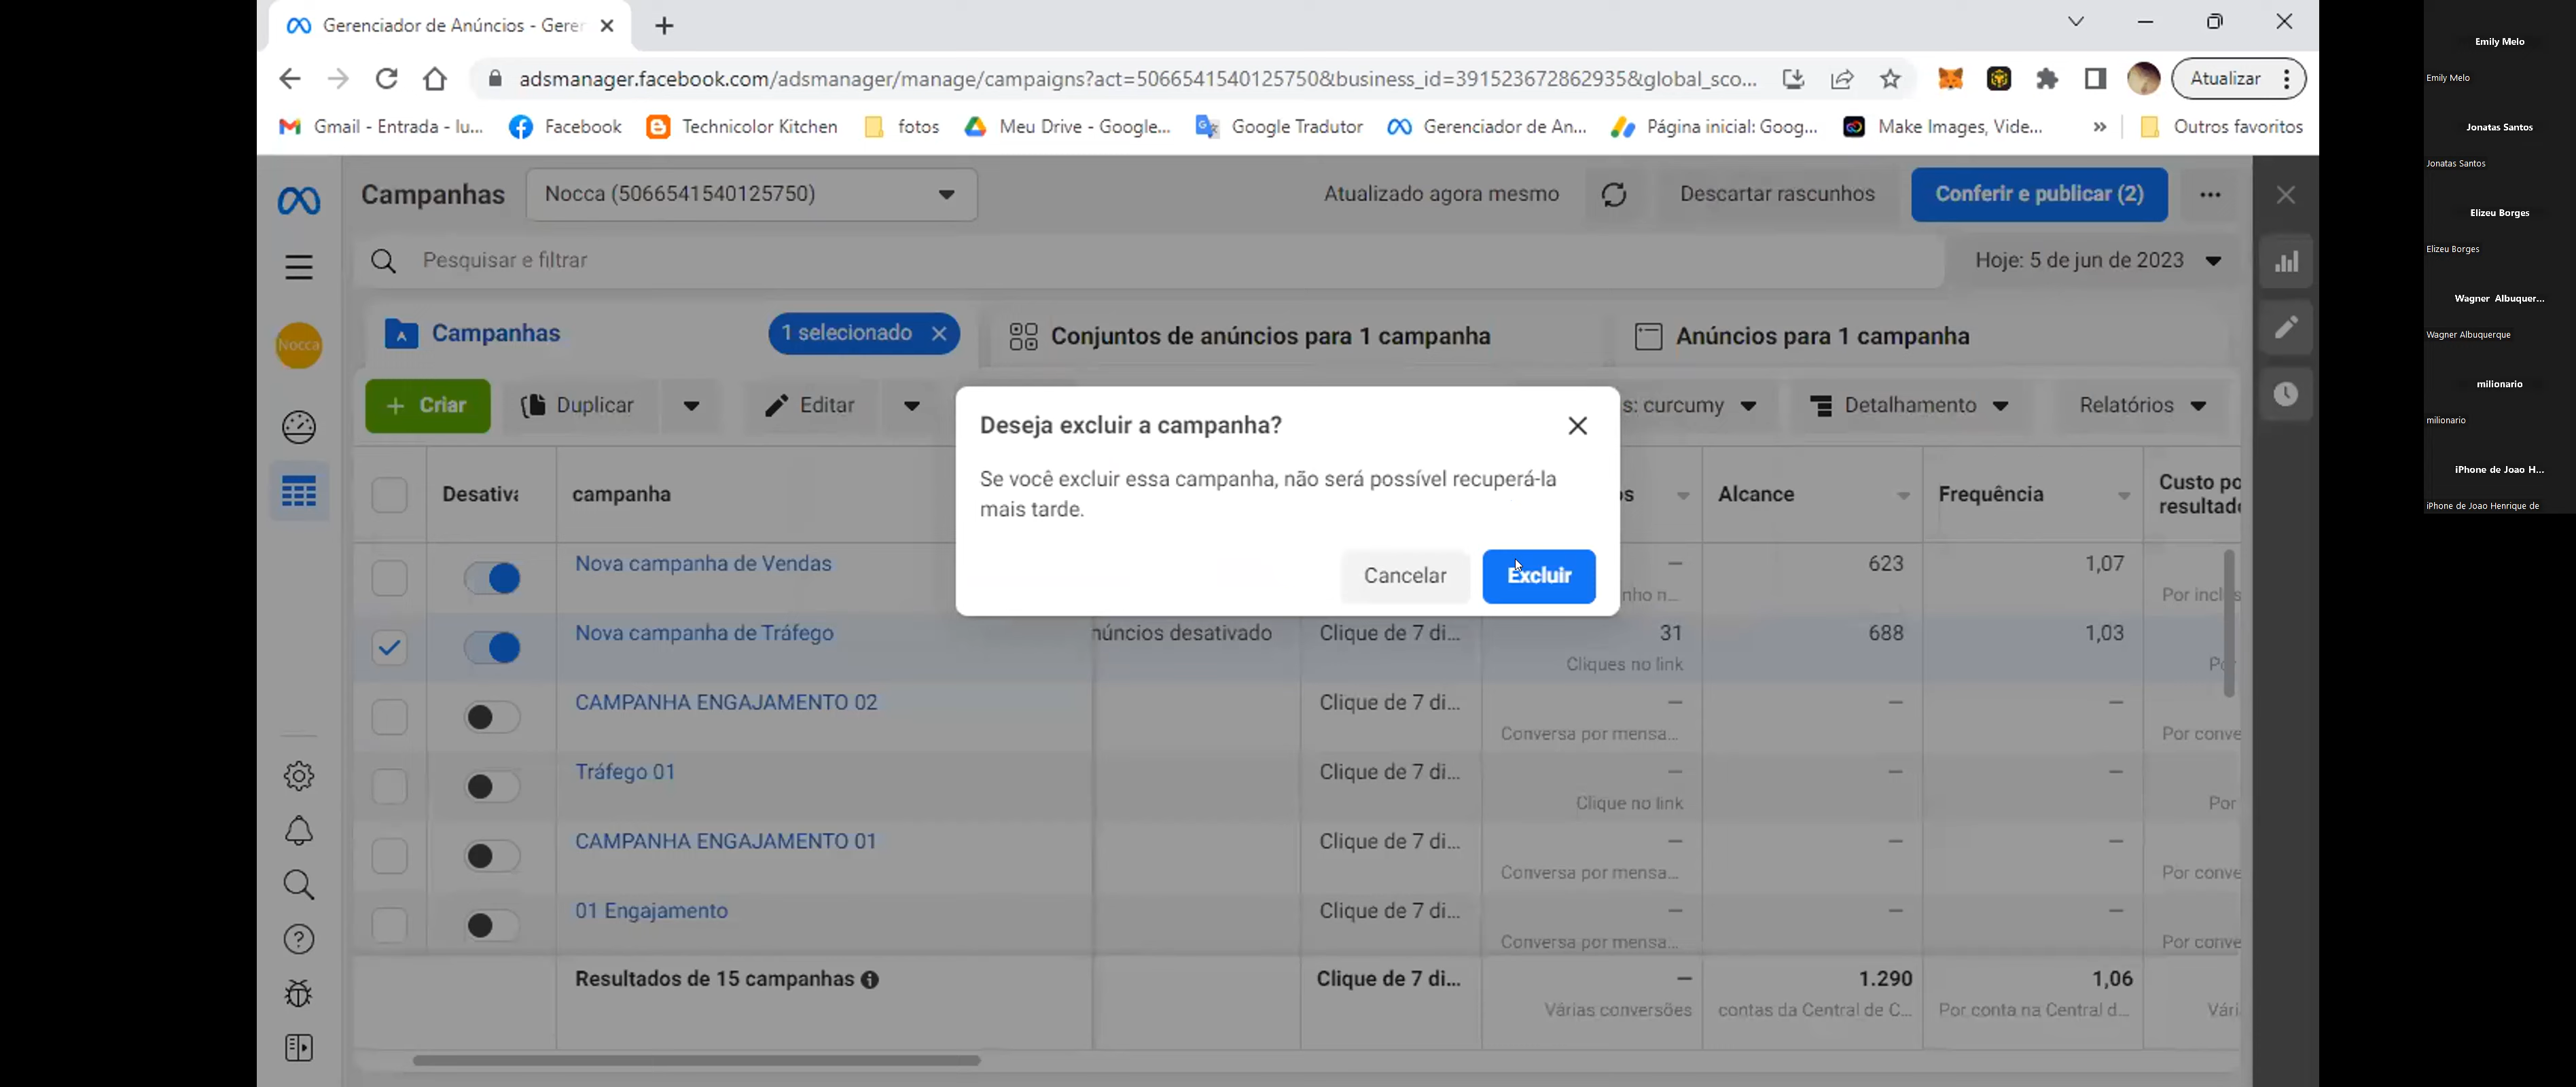 Gerenciador de Anúncios - Geren
adsmanager.facebook.com/adsmanager/manage/campaigns?act=5066541540125750&business_id=391523672862935&global_sco...
Atualizar
Gmail - Entrada - lu...
Facebook
Technicolor Kitchen
fotos
Meu Drive - Google...
Google Tradutor
Gerenciador de An...
Página inicial: Goog...
Make Images, Vide...
»
Outros favoritos
Campanhas
Nocca (5066541540125750)
Atualizado agora mesmo
Descartar rascunhos
Conferir e publicar (2)
Pesquisar e filtrar
Hoje: 5 de jun de 2023
Nocca
Campanhas
1 selecionado
Conjuntos de anúncios para 1 campanha
Anúncios para 1 campanha
+ Criar
Duplicar
Editar
s: curcumy
Detalhamento
Relatórios
Deseja excluir a campanha?
Se você excluir essa campanha, não será possível recuperá-la
mais tarde.
Cancelar
Excluir
Desativa
campanha
os
Alcance
Frequência
Custo po
resultado
Nova campanha de Vendas
—
nho n...
623
1,07
Por incl
Nova campanha de Tráfego
núncios desativado
Clique de 7 di...
31
Cliques no link
688
1,03
Po
CAMPANHA ENGAJAMENTO 02
Clique de 7 di...
—
Conversa por mensa...
—
—
Por conve
Tráfego 01
Clique de 7 di...
—
Clique no link
—
—
Por
CAMPANHA ENGAJAMENTO 01
Clique de 7 di...
—
Conversa por mensa...
—
—
Por conve
01 Engajamento
Clique de 7 di...
—
Conversa por mensa...
—
—
Por conve
Resultados de 15 campanhas
Clique de 7 di...
—
Várias conversões
1.290
contas da Central de C...
1,06
Por conta na Central d...
Vári
Emily Melo
Emily Melo
Jonatas Santos
Jonatas Santos
Elizeu Borges
Elizeu Borges
Wagner Albuquer...
Wagner Albuquerque
milionario
milionario
iPhone de Joao H...
iPhone de Joao Henrique de